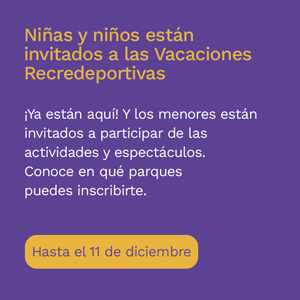 Niñas y niños están
invitados a las Vacaciones
Recredeportivas
¡Ya están aquí! Y los menores están
invitados a participar de las
actividades y espectáculos.
Conoce en qué parques
puedes inscribirte.
Hasta el 11 de diciembre